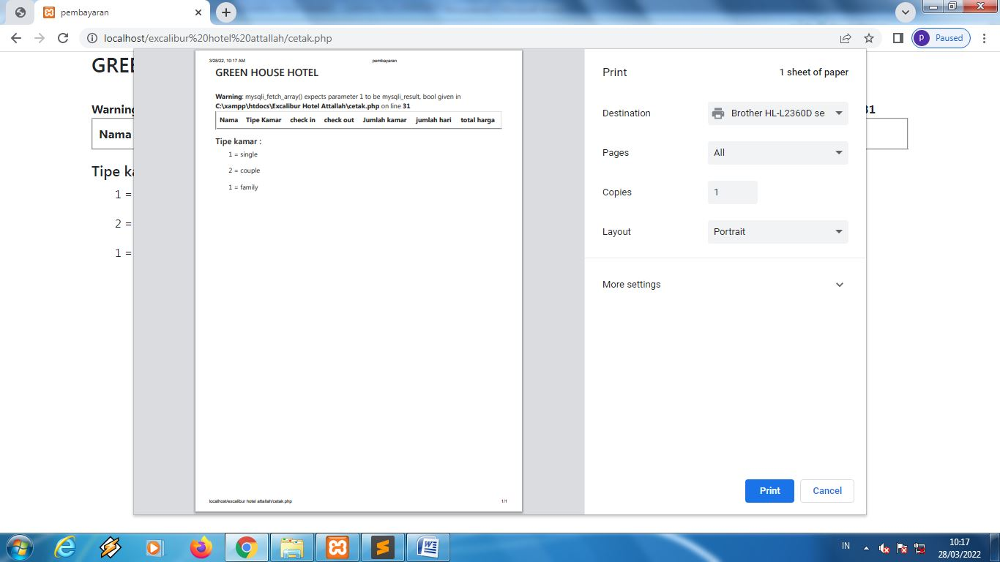 pembayaran
localhost/excalibur%20hotel%20attallah/cetak.php
P Paused
GREE
Warning
31
Nama
Tipe ka
1 =
2 =
1 =
3/28/22, 10:17 AM pembayaran
GREEN HOUSE HOTEL
Warning: mysqli_fetch_array() expects parameter 1 to be mysqli_result, bool given in
C:\xampp\htdocs\Excalibur Hotel Attallah\cetak.php on line 31
Nama Tipe Kamar check in check out Jumlah kamar jumlah hari total harga
Tipe kamar :
1 = single
2 = couple
1 = family
localhost/excalibur hotel attallah/cetak.php 1/1
Print 1 sheet of paper
Destination Brother HL-L2360D se
Pages All
Copies 1
Layout Portrait
More settings
Print Cancel
IN
10:17
28/03/2022